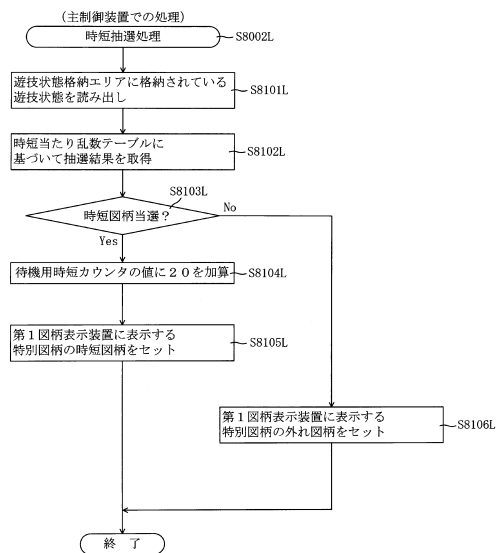 (主制御装置での処理)
時短抽選処理
S8002L
遊技状態格納エリアに格納されている
遊技状態を読み出し
S8101L
時短当たり乱数テーブルに
基づいて抽選結果を取得
S8102L
S8103L
時短図柄当選?
No
Yes
待機用時短カウンタの値に20を加算
S8104L
第1図柄表示装置に表示する
特別図柄の時短図柄をセット
S8105L
第1図柄表示装置に表示する
特別図柄の外れ図柄をセット
S8106L
終 了